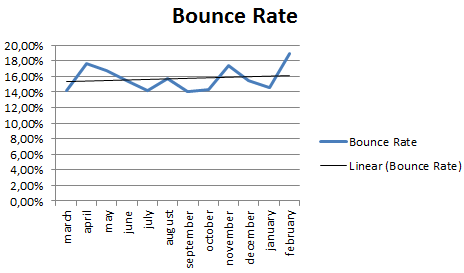 Bounce Rate
20,00%
18,00%
16,00%
14,00%
12,00%
10,00%
8,00%
6,00%
4,00%
2,00%
0,00%
march
april
may
june
july
august
september
october
november
december
january
february
Bounce Rate
Linear (Bounce Rate)